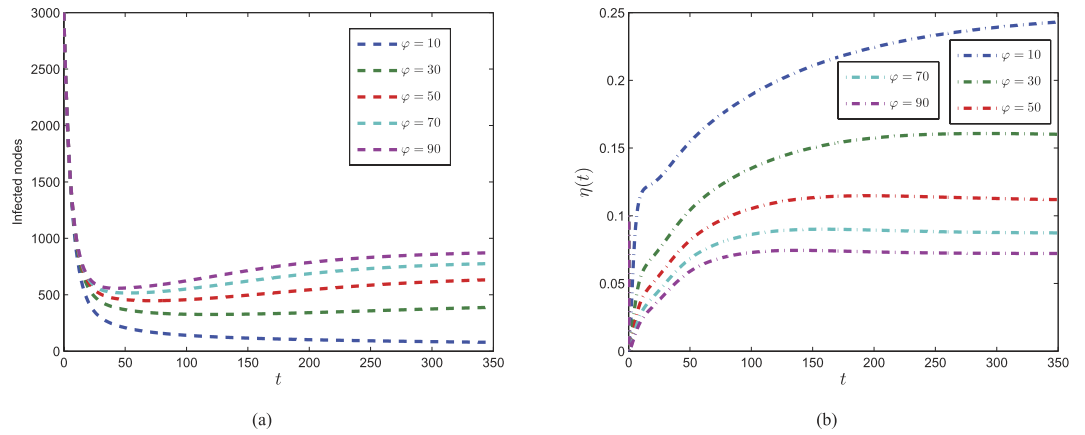 3000
2500
2000
1500
1000
500
0
0 50 100 150 200 250 300 350
Infected nodes
t
φ = 10
φ = 30
φ = 50
φ = 70
φ = 90
(a)
0.25
0.2
0.15
0.1
0.05
0
0 50 100 150 200 250 300 350
η(t)
t
φ = 70
φ = 90
φ = 10
φ = 30
φ = 50
(b)